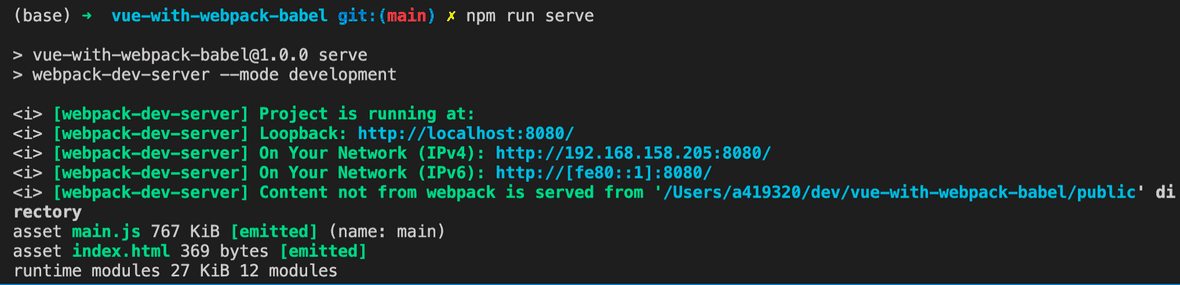 (base) → vue-with-webpack-babel git:(main) ✗ npm run serve
> vue-with-webpack-babel@1.0.0 serve
> webpack-dev-server --mode development
<i> [webpack-dev-server] Project is running at:
<i> [webpack-dev-server] Loopback: http://localhost:8080/
<i> [webpack-dev-server] On Your Network (IPv4): http://192.168.158.205:8080/
<i> [webpack-dev-server] On Your Network (IPv6): http://[fe80::1]:8080/
<i> [webpack-dev-server] Content not from webpack is served from '/Users/a419320/dev/vue-with-webpack-babel/public' di
rectory
asset main.js 767 KiB [emitted] (name: main)
asset index.html 369 bytes [emitted]
runtime modules 27 KiB 12 modules